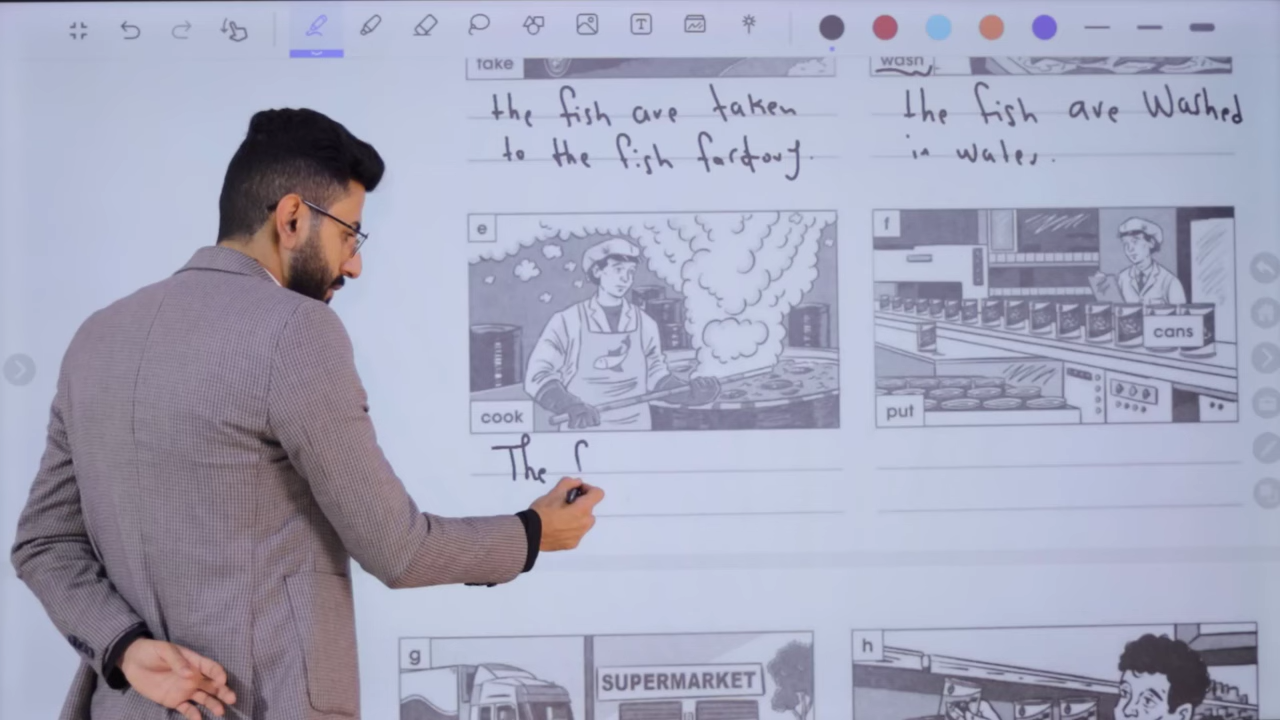 take
wash
the fish are taken
to the fish factory.
the fish are Washed
in water.
e
cook
f
cans
put
The f
g
SUPERMARKET
h